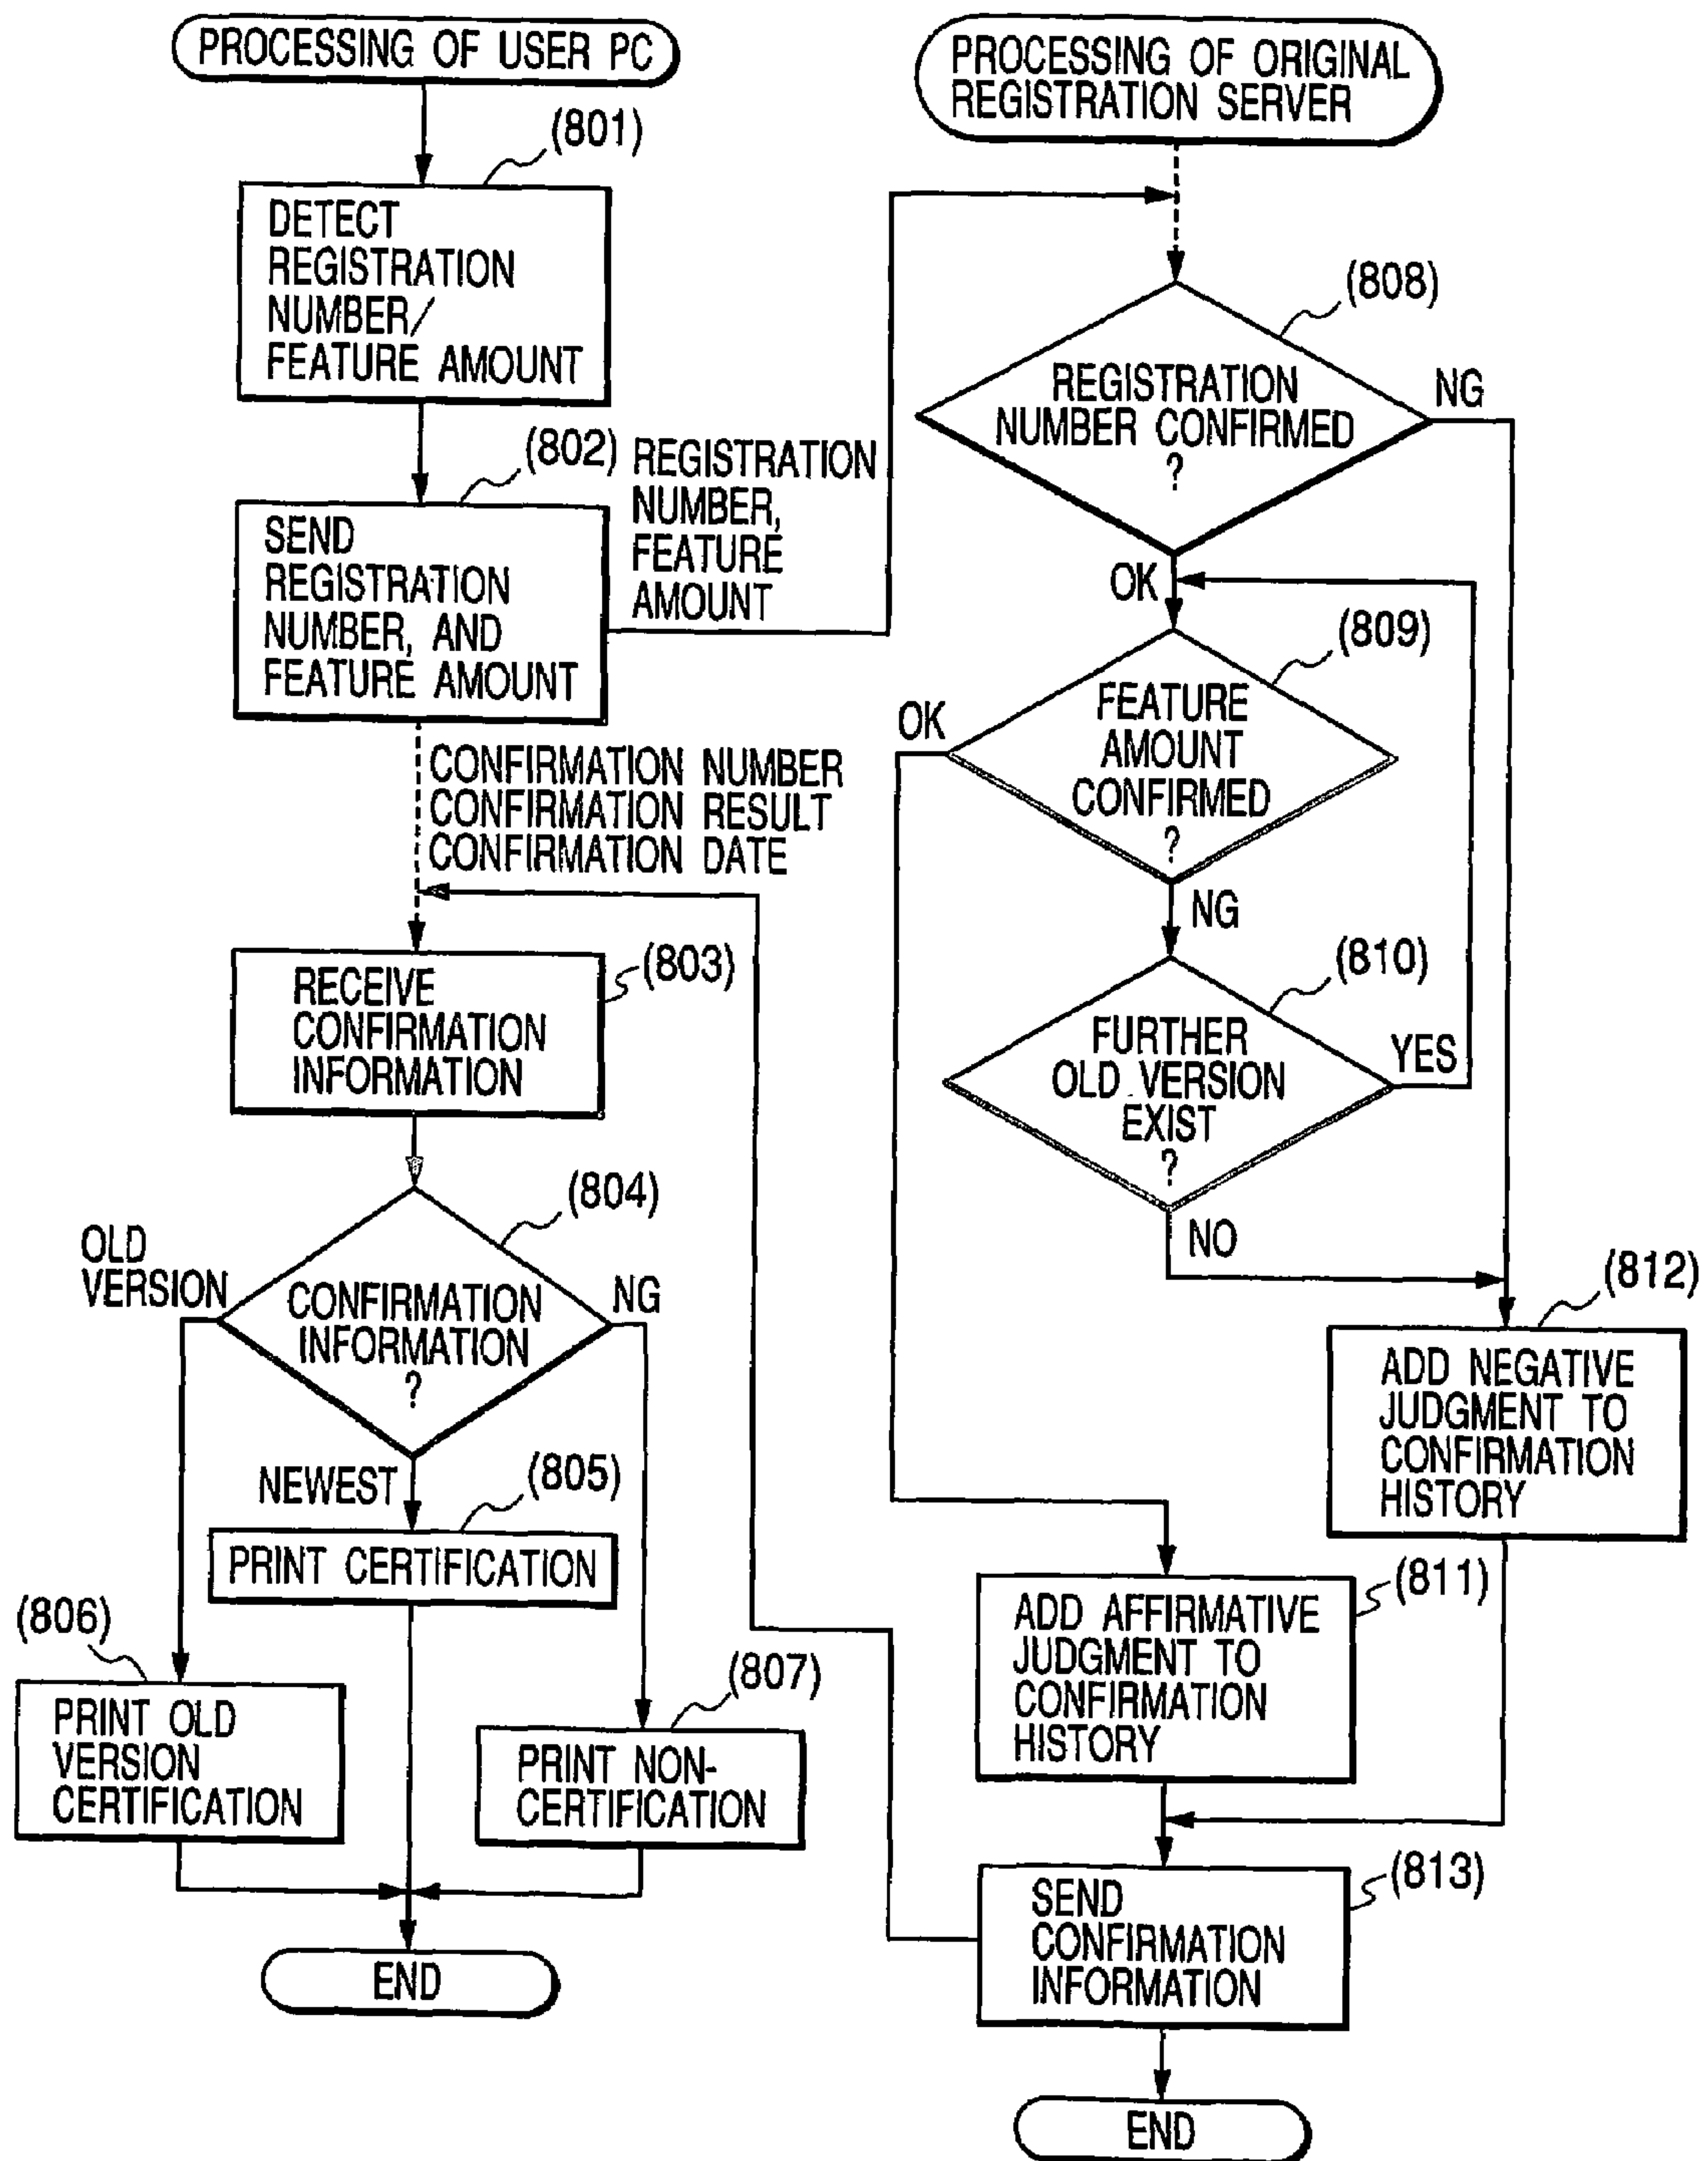 PROCESSING OF USER PC
(801)
DETECT
REGISTRATION
NUMBER/
FEATURE AMOUNT
(802)
SEND
REGISTRATION
NUMBER, AND
FEATURE AMOUNT
REGISTRATION
NUMBER,
FEATURE
AMOUNT
CONFIRMATION NUMBER
CONFIRMATION RESULT
CONFIRMATION DATE
(803)
RECEIVE
CONFIRMATION
INFORMATION
(804)
CONFIRMATION
INFORMATION
?
OLD
VERSION
NG
NEWEST
(805)
PRINT CERTIFICATION
(806)
PRINT OLD
VERSION
CERTIFICATION
(807)
PRINT NON-
CERTIFICATION
END
PROCESSING OF ORIGINAL
REGISTRATION SERVER
(808)
REGISTRATION
NUMBER CONFIRMED
?
NG
OK
(809)
FEATURE
AMOUNT
CONFIRMED
?
OK
NG
(810)
FURTHER
OLD VERSION
EXIST
?
YES
NO
(812)
ADD NEGATIVE
JUDGMENT TO
CONFIRMATION
HISTORY
(811)
ADD AFFIRMATIVE
JUDGMENT TO
CONFIRMATION
HISTORY
(813)
SEND
CONFIRMATION
INFORMATION
END